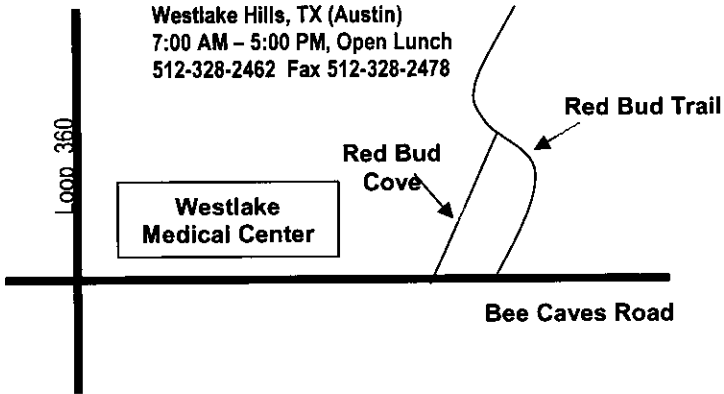 Westlake Hills, TX (Austin)
7:00 AM – 5:00 PM, Open Lunch
512-328-2462 Fax 512-328-2478
Red Bud Trail
Loop 360
Red Bud
Cove
Westlake
Medical Center
Bee Caves Road